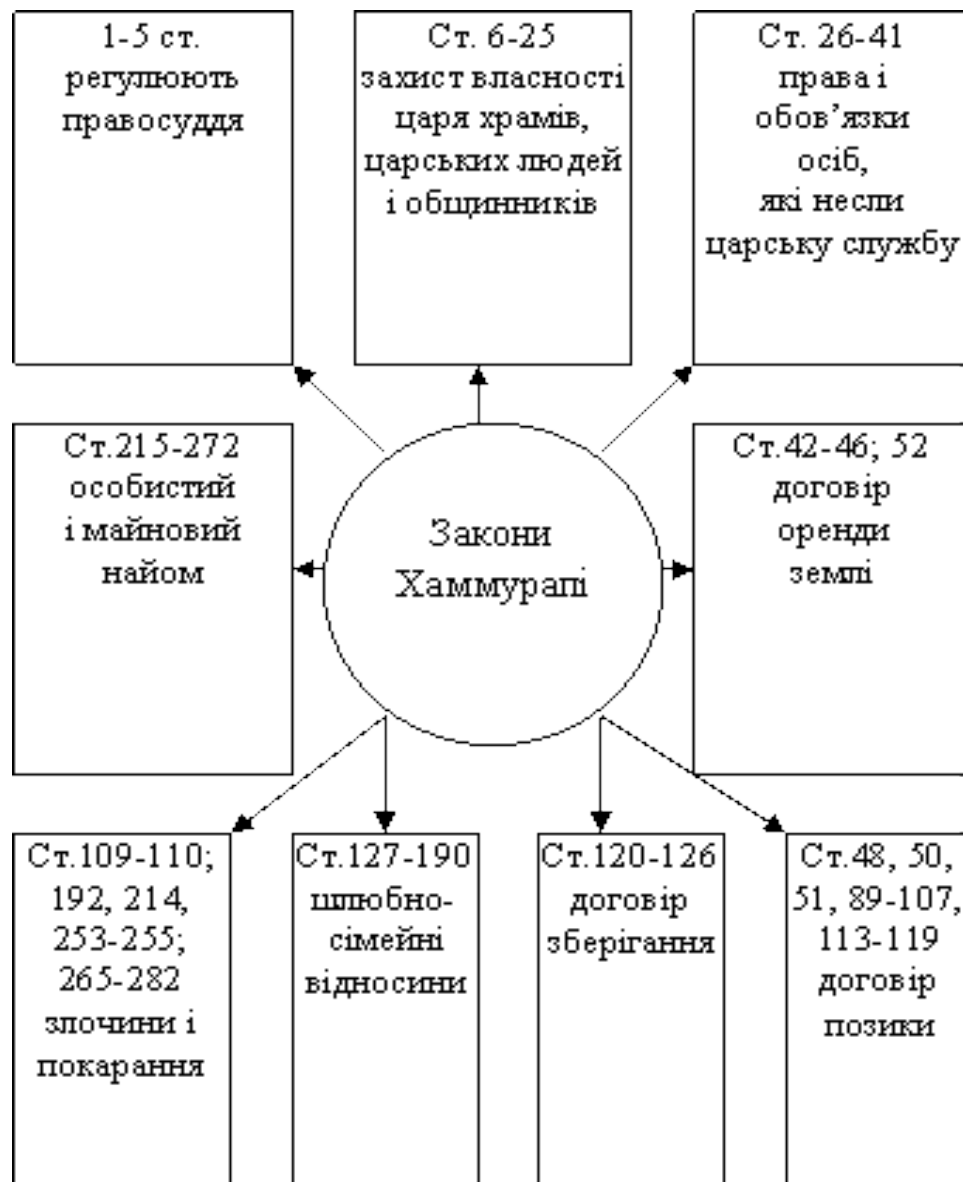 1-5 ст.
регулюють
правосуддя
Ст. 6-25
захист власності
царя храмів,
царських людей
і общинників
Ст. 26-41
права і
обов’язки
осіб,
які несли
царську службу
Ст.215-272
особистий
і майновий
найом
Закони
Хаммурапі
Ст.42-46; 52
договір
оренди
землі
Ст.109-110;
192, 214,
253-255;
265-282
злочини і
покарання
Ст.127-190
шлюбно-
сімейні
відносини
Ст.120-126
договір
зберігання
Ст.48, 50,
51, 89-107,
113-119
договір
позики